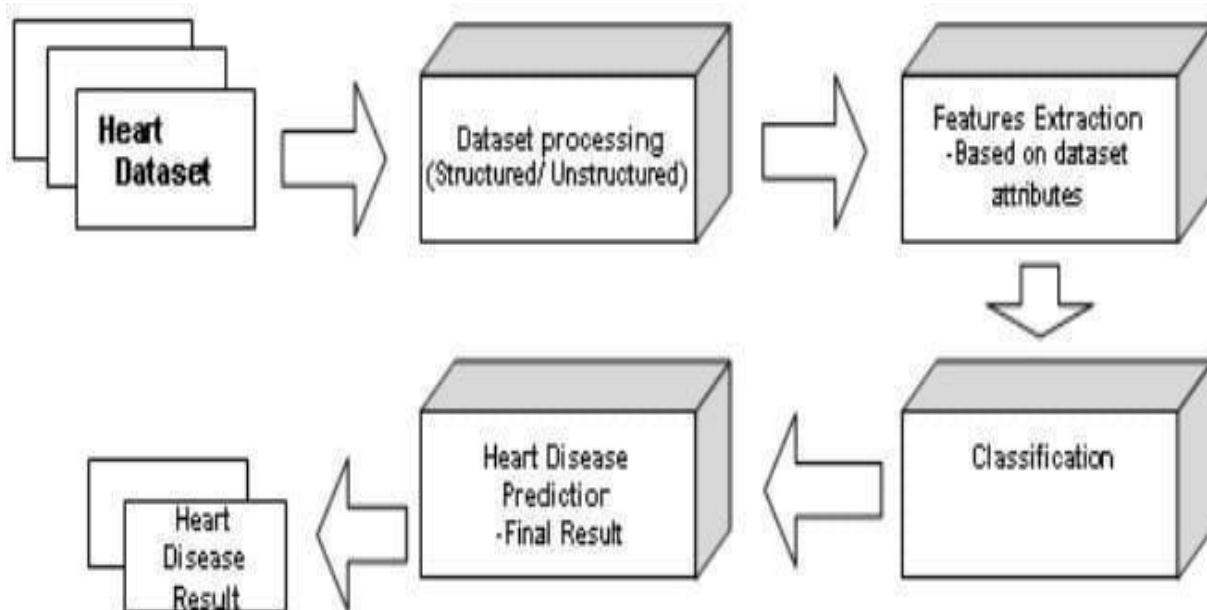 Heart
Dataset
Dataset processing
(Structured/ Unstructured)
Features Extraction
-Based on dataset
attributes
Classification
Heart Disease
Prediction
-Final Result
Heart
Disease
Result